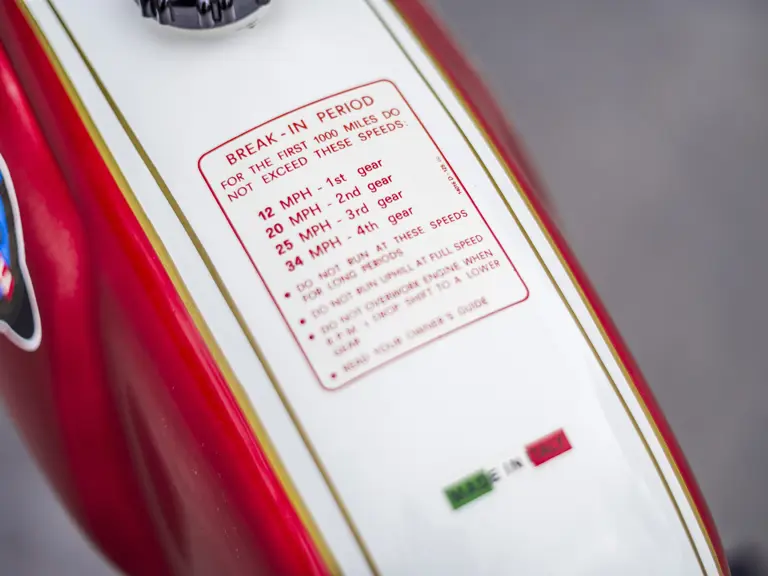 BREAK-IN PERIOD
FOR THE FIRST 1000 MILES DO
NOT EXCEED THESE SPEEDS:
12 MPH - 1st gear
20 MPH - 2nd gear
25 MPH - 3rd gear
34 MPH - 4th gear
• DO NOT RUN AT THESE SPEEDS
FOR LONG PERIODS
• DO NOT RUN UPHILL AT FULL SPEED
• DO NOT OVERWORK ENGINE WHEN
R.P.M. DROP SHIFT TO A LOWER
GEAR
• READ YOUR OWNER'S GUIDE
MADE IN ITALY